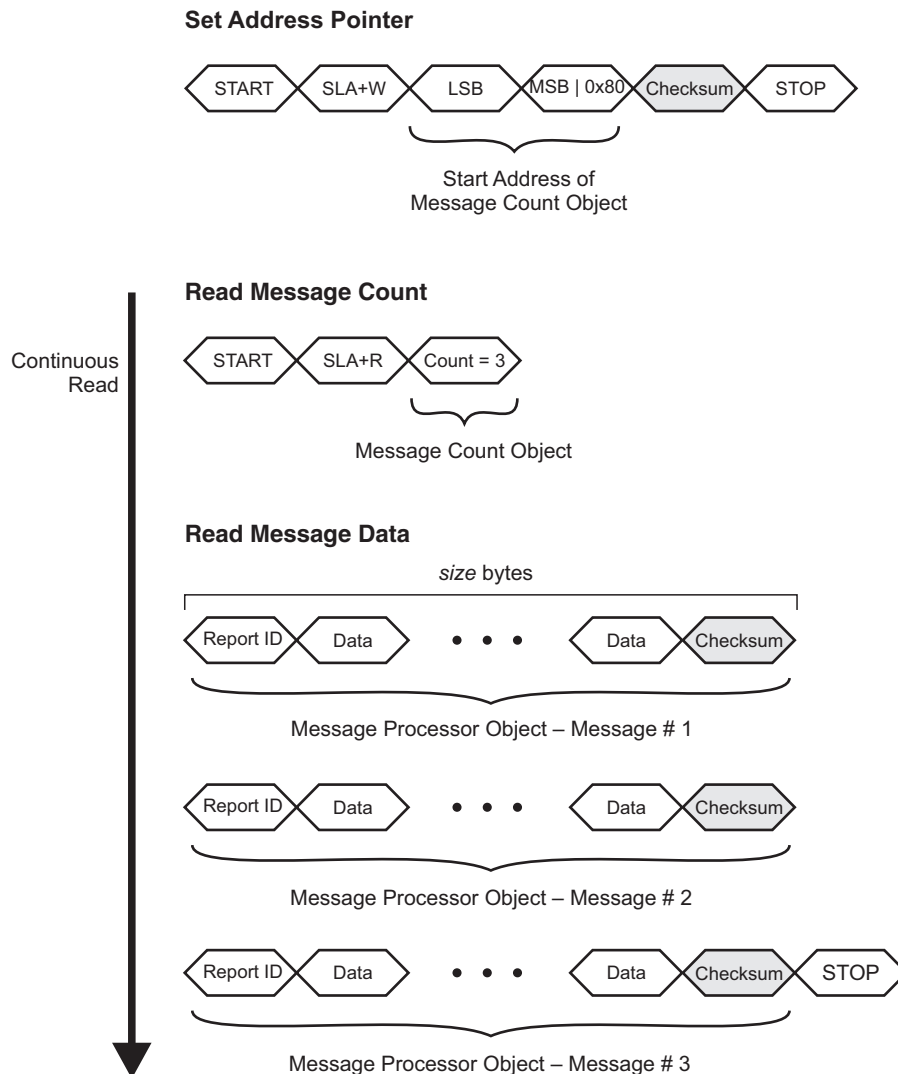 Set Address Pointer
START SLA+W LSB MSB | 0x80 Checksum STOP
Start Address of
Message Count Object
Read Message Count
Continuous
Read
START SLA+R Count = 3
Message Count Object
Read Message Data
size bytes
Report ID Data • • • Data Checksum
Message Processor Object – Message # 1
Report ID Data • • • Data Checksum
Message Processor Object – Message # 2
Report ID Data • • • Data Checksum STOP
Message Processor Object – Message # 3